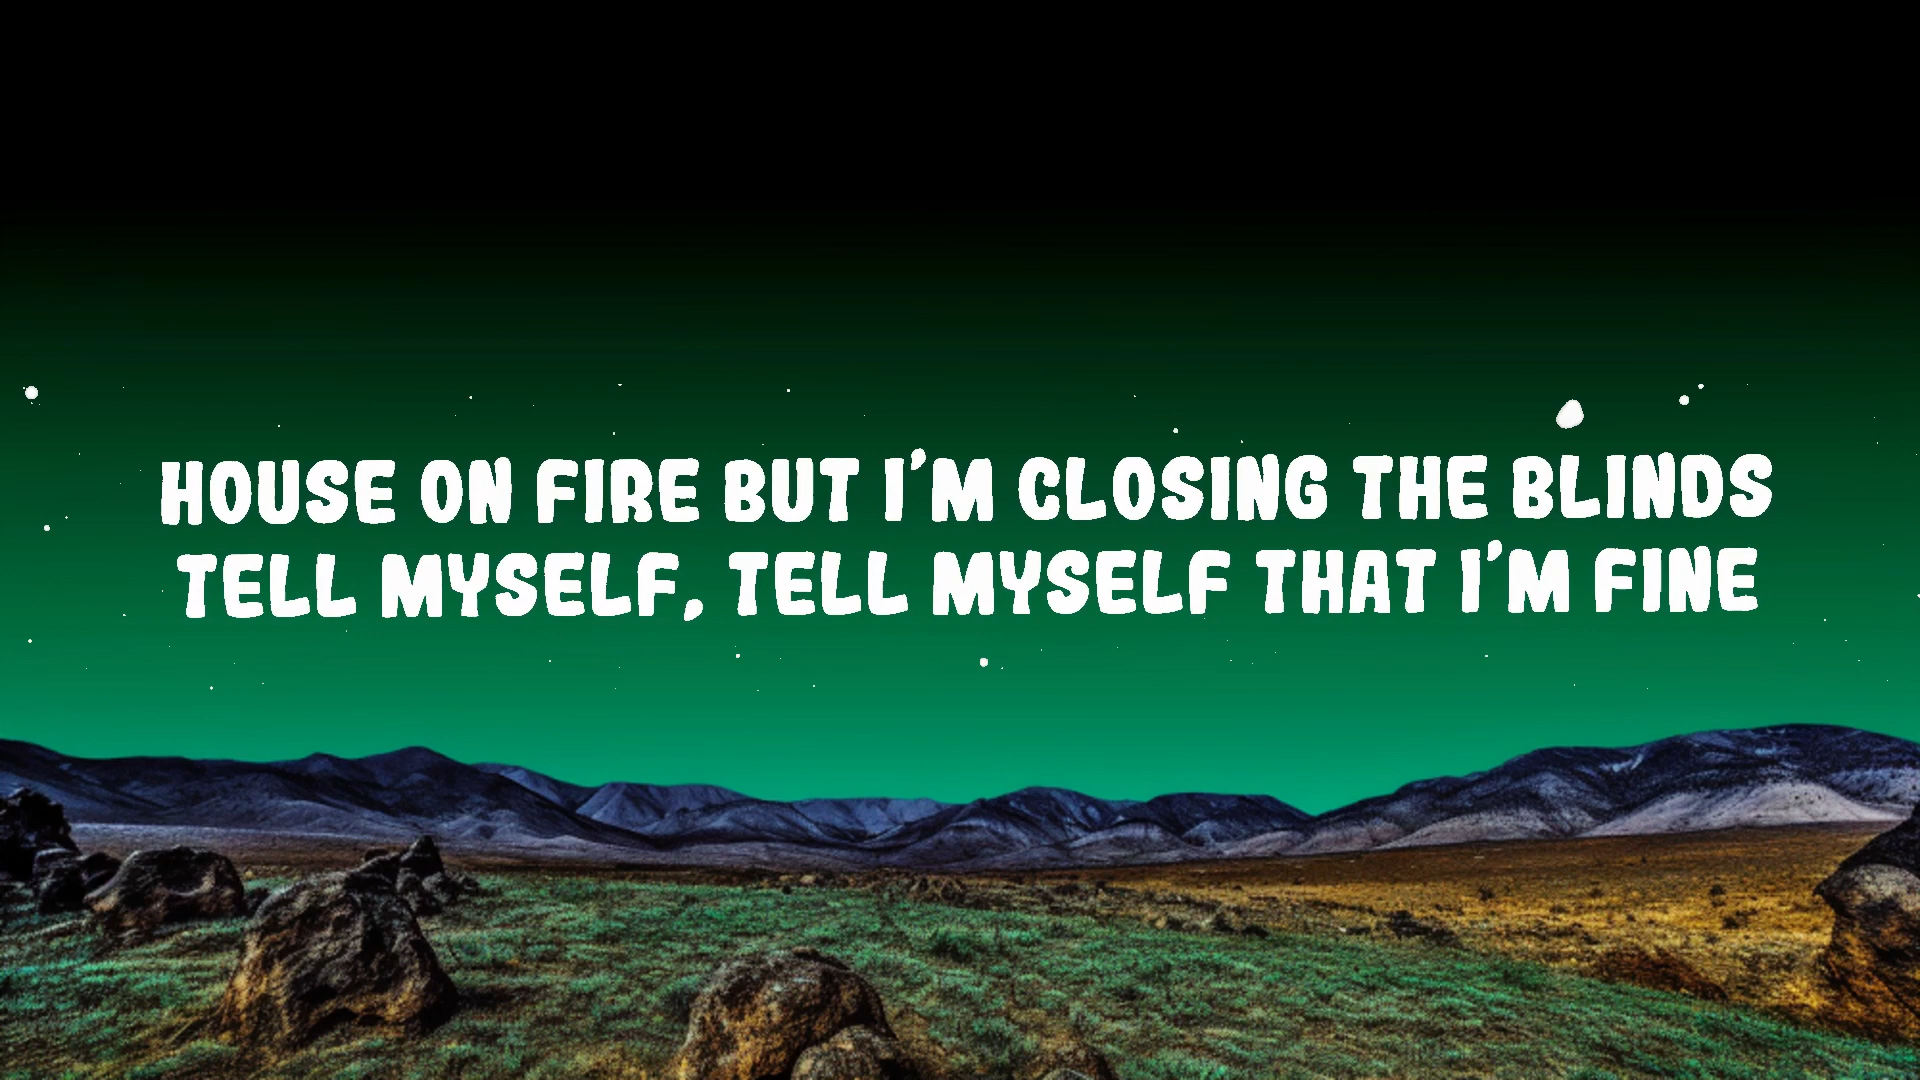 HOUSE ON FIRE BUT I'M CLOSING THE BLINDS
TELL MYSELF, TELL MYSELF THAT I'M FINE